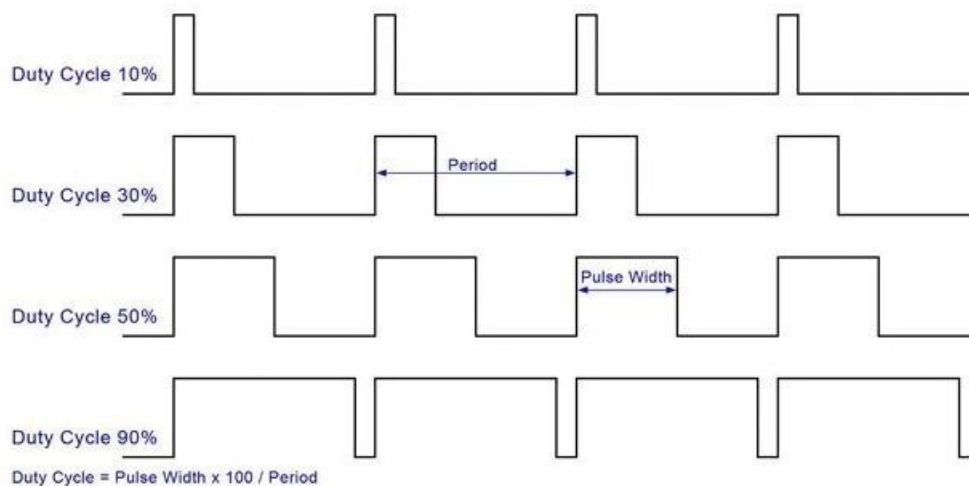 Duty Cycle 10%
Period
Duty Cycle 30%
Pulse Width
Duty Cycle 50%
Duty Cycle 90%
Duty Cycle = Pulse Width x 100 / Period